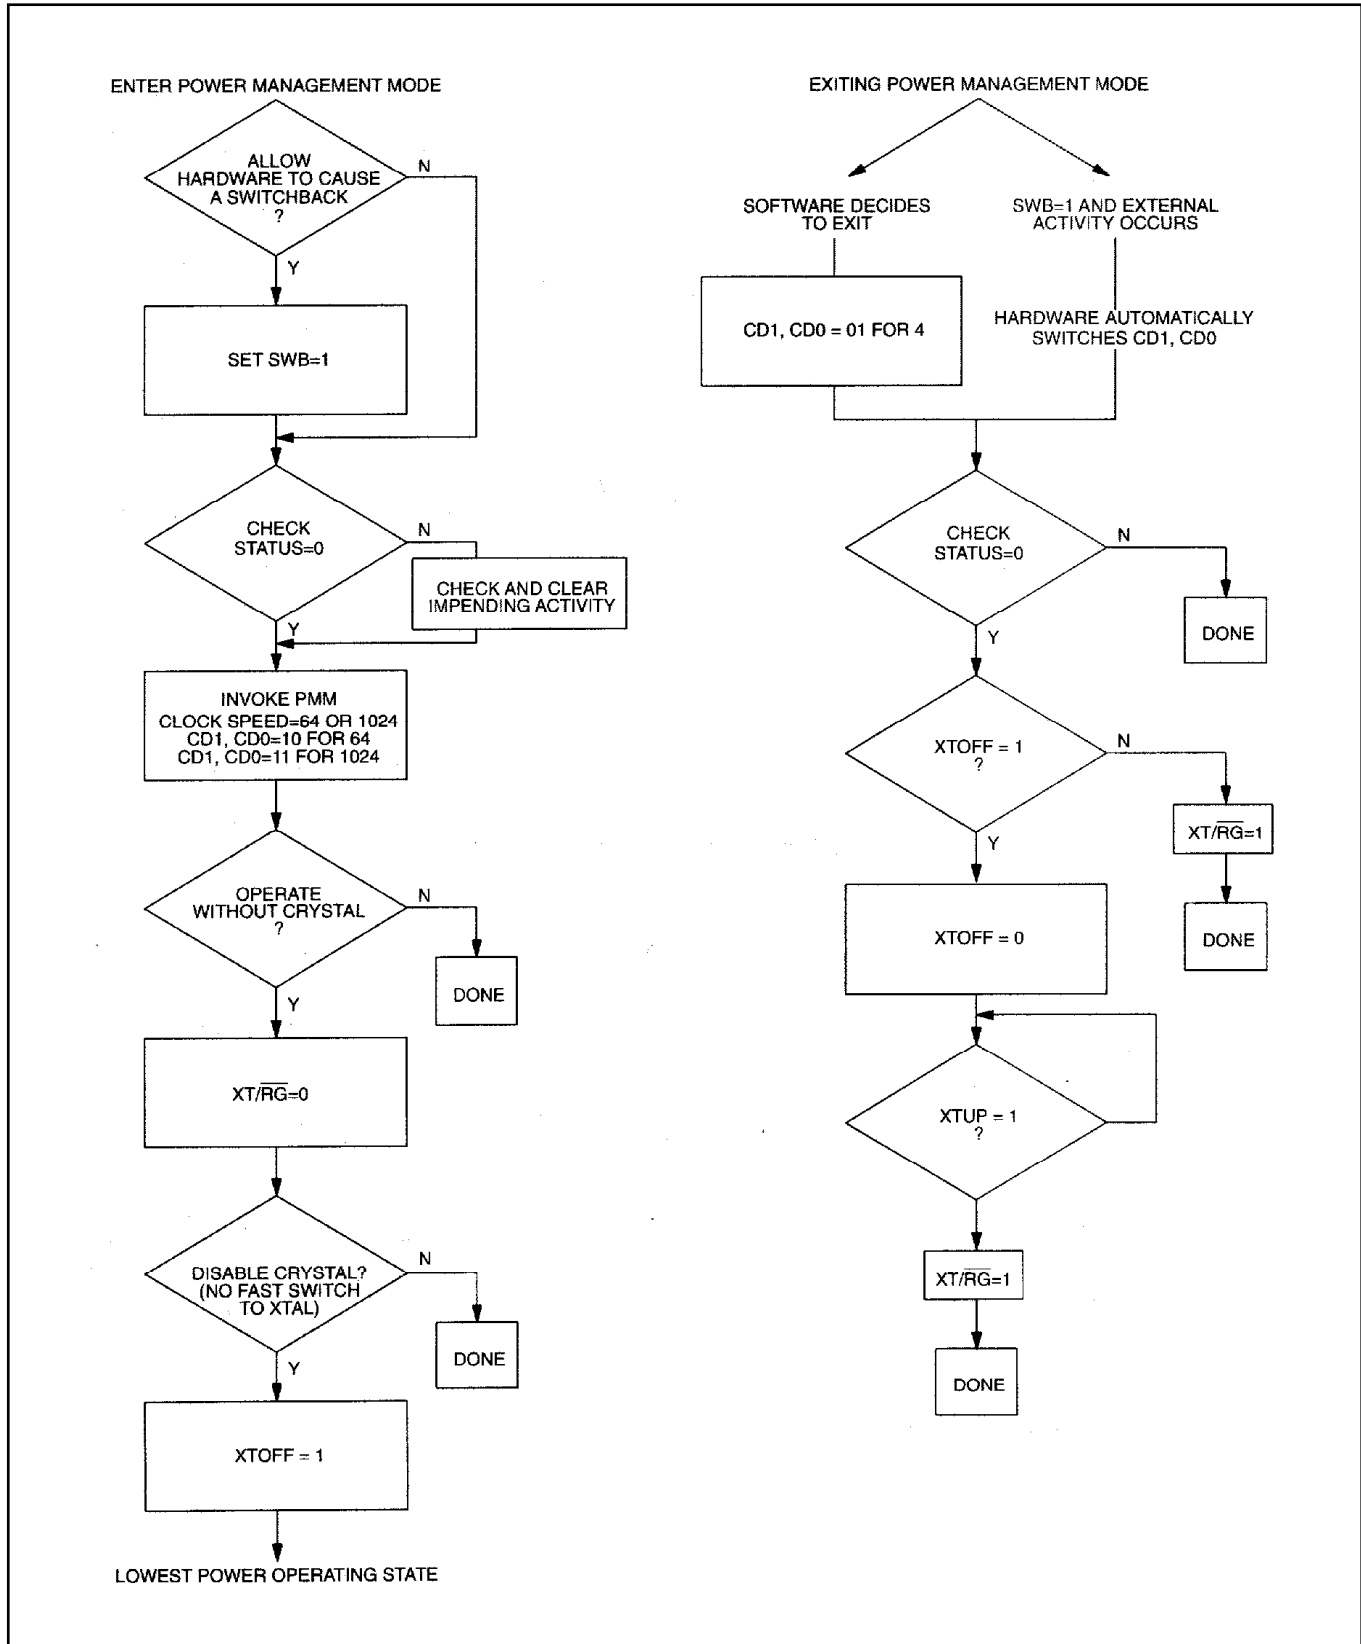 ENTER POWER MANAGEMENT MODE
ALLOW
HARDWARE TO CAUSE
A SWITCHBACK
?
N
Y
SET SWB=1
CHECK
STATUS=0
N
CHECK AND CLEAR
IMPENDING ACTIVITY
Y
INVOKE PMM
CLOCK SPEED=64 OR 1024
CD1, CD0=10 FOR 64
CD1, CD0=11 FOR 1024
OPERATE
WITHOUT CRYSTAL
?
N
DONE
Y
XT/R̅G̅=0
DISABLE CRYSTAL?
(NO FAST SWITCH
TO XTAL)
N
DONE
Y
XTOFF = 1
LOWEST POWER OPERATING STATE
EXITING POWER MANAGEMENT MODE
SOFTWARE DECIDES
TO EXIT
SWB=1 AND EXTERNAL
ACTIVITY OCCURS
CD1, CD0 = 01 FOR 4
HARDWARE AUTOMATICALLY
SWITCHES CD1, CD0
CHECK
STATUS=0
N
DONE
Y
XTOFF = 1
?
N
XT/R̅G̅=1
DONE
Y
XTOFF = 0
XTUP = 1
?
XT/R̅G̅=1
DONE